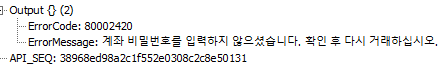 Output {} (2)
ErrorCode: 80002420
ErrorMessage: 계좌 비밀번호를 입력하지 않으셨습니다. 확인 후 다시 거래하십시오.
API_SEQ: 38968ed98a2c1f552e0308c2c8e50131